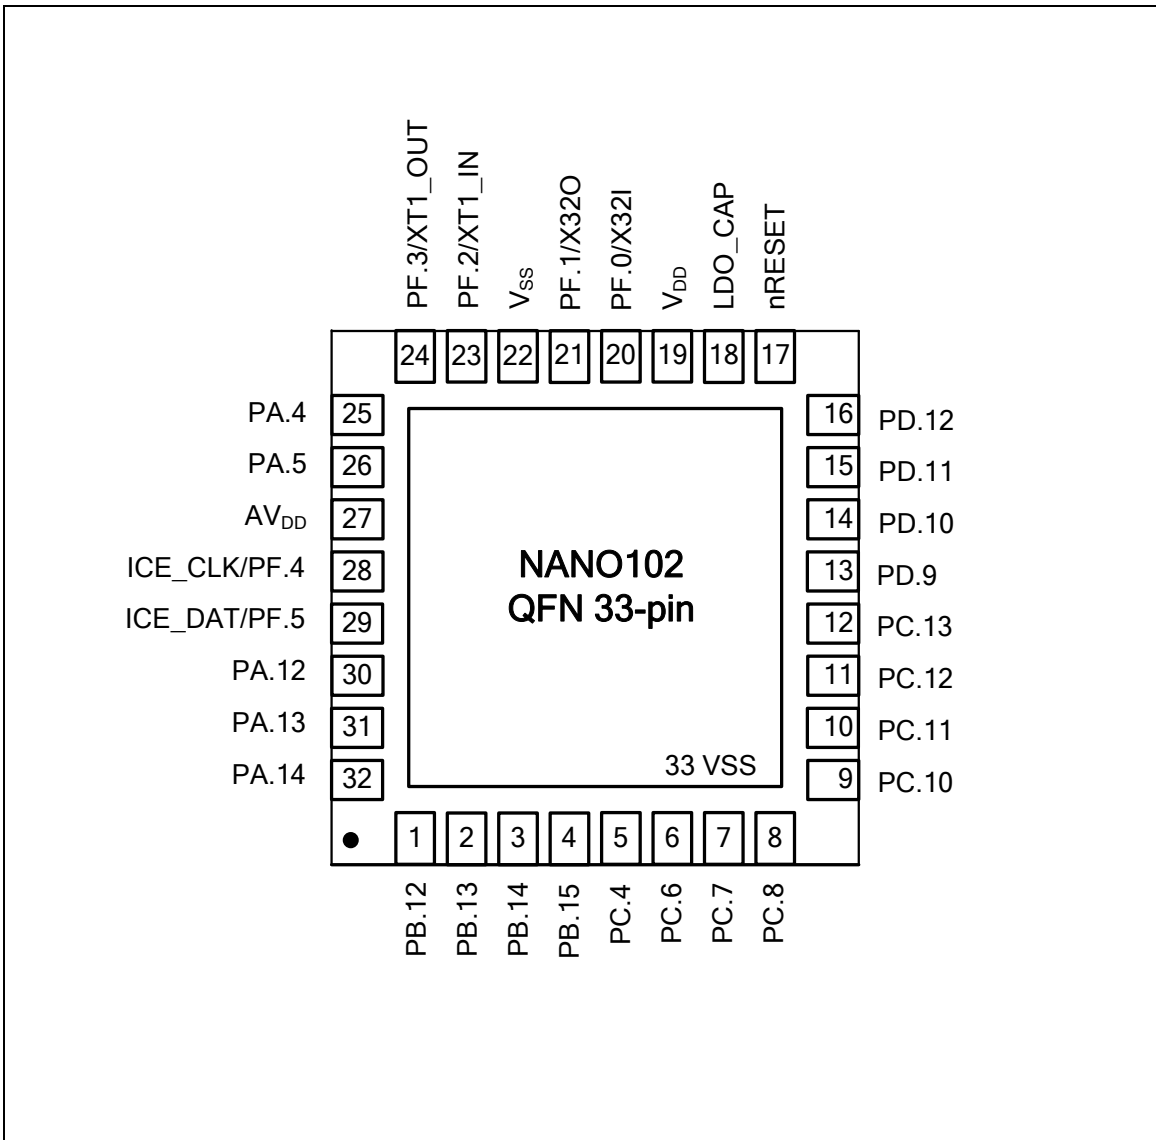 PF.3/XT1_OUT
PF.2/XT1_IN
VSS
PF.1/X32O
PF.0/X32I
VDD
LDO_CAP
nRESET
24
23
22
21
20
19
18
17
PA.4
25
PA.5
26
AVDD
27
ICE_CLK/PF.4
28
ICE_DAT/PF.5
29
PA.12
30
PA.13
31
PA.14
32
NANO102
QFN 33-pin
33 VSS
16
PD.12
15
PD.11
14
PD.10
13
PD.9
12
PC.13
11
PC.12
10
PC.11
9
PC.10
1
2
3
4
5
6
7
8
PB.12
PB.13
PB.14
PB.15
PC.4
PC.6
PC.7
PC.8